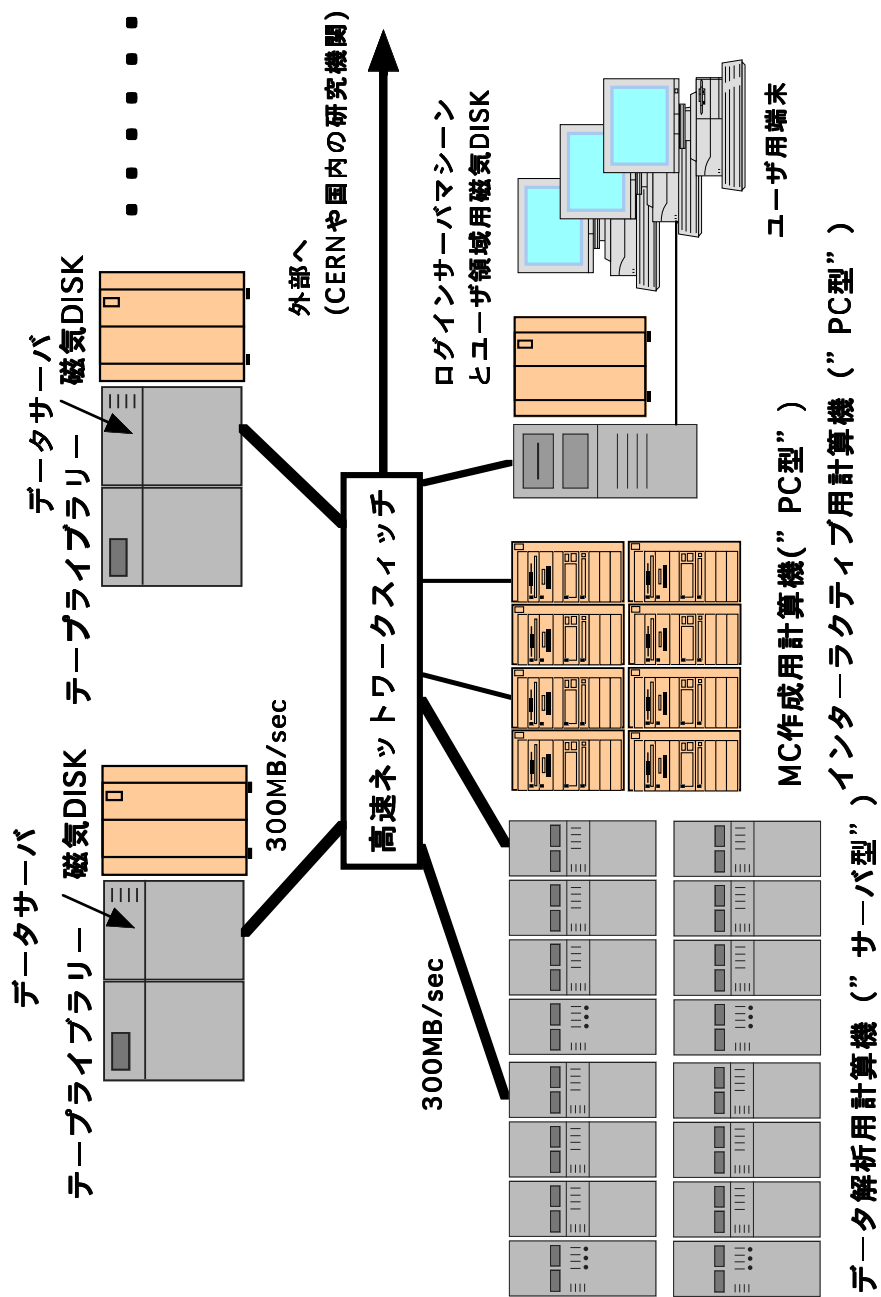 データサーバ
テープライブラリー
磁気DISK
300MB/sec
データサーバ
テープライブラリー
磁気DISK
外部へ
(CERNや国内の研究機関)
高速ネットワークスィッチ
300MB/sec
ログインサーバマシーン
とユーザ領域用磁気DISK
ユーザ用端末
MC作成用計算機(”PC型”)
インターラクティブ用計算機(”PC型”)
データ解析用計算機(”サーバ型”)